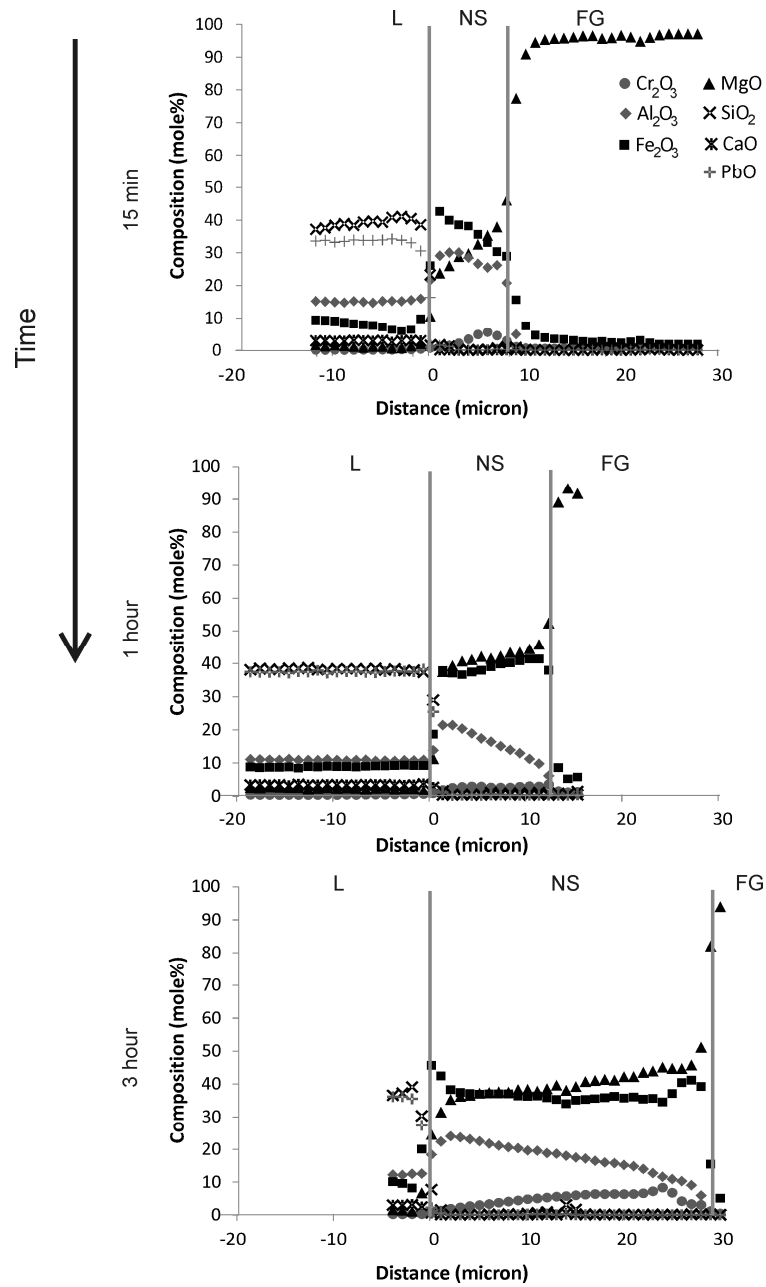 L NS FG
100
90
80
70
60
50
40
30
20
10
0
-20 -10 0 10 20 30
Composition (mole%)
Distance (micron)
Cr₂O₃ MgO
Al₂O₃ SiO₂
Fe₂O₃ CaO
PbO
15 min
Time
L NS FG
100
90
80
70
60
50
40
30
20
10
0
-20 -10 0 10 20 30
Composition (mole%)
Distance (micron)
1 hour
L NS FG
100
90
80
70
60
50
40
30
20
10
0
-20 -10 0 10 20 30
Composition (mole%)
Distance (micron)
3 hour